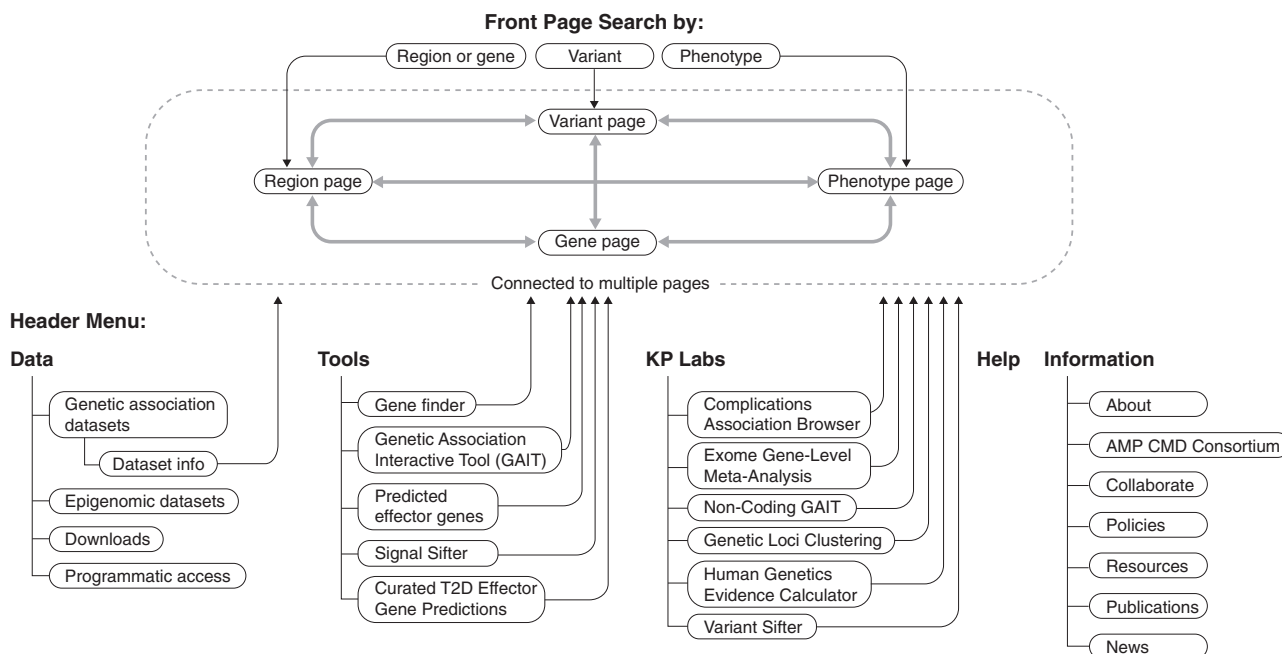 Front Page Search by:
Region or gene
Variant
Phenotype
Variant page
Region page
Phenotype page
Gene page
Connected to multiple pages
Header Menu:
Data
Genetic association
datasets
Dataset info
Epigenomic datasets
Downloads
Programmatic access
Tools
Gene finder
Genetic Association
Interactive Tool (GAIT)
Predicted
effector genes
Signal Sifter
Curated T2D Effector
Gene Predictions
KP Labs
Complications
Association Browser
Exome Gene-Level
Meta-Analysis
Non-Coding GAIT
Genetic Loci Clustering
Human Genetics
Evidence Calculator
Variant Sifter
Help
Information
About
AMP CMD Consortium
Collaborate
Policies
Resources
Publications
News